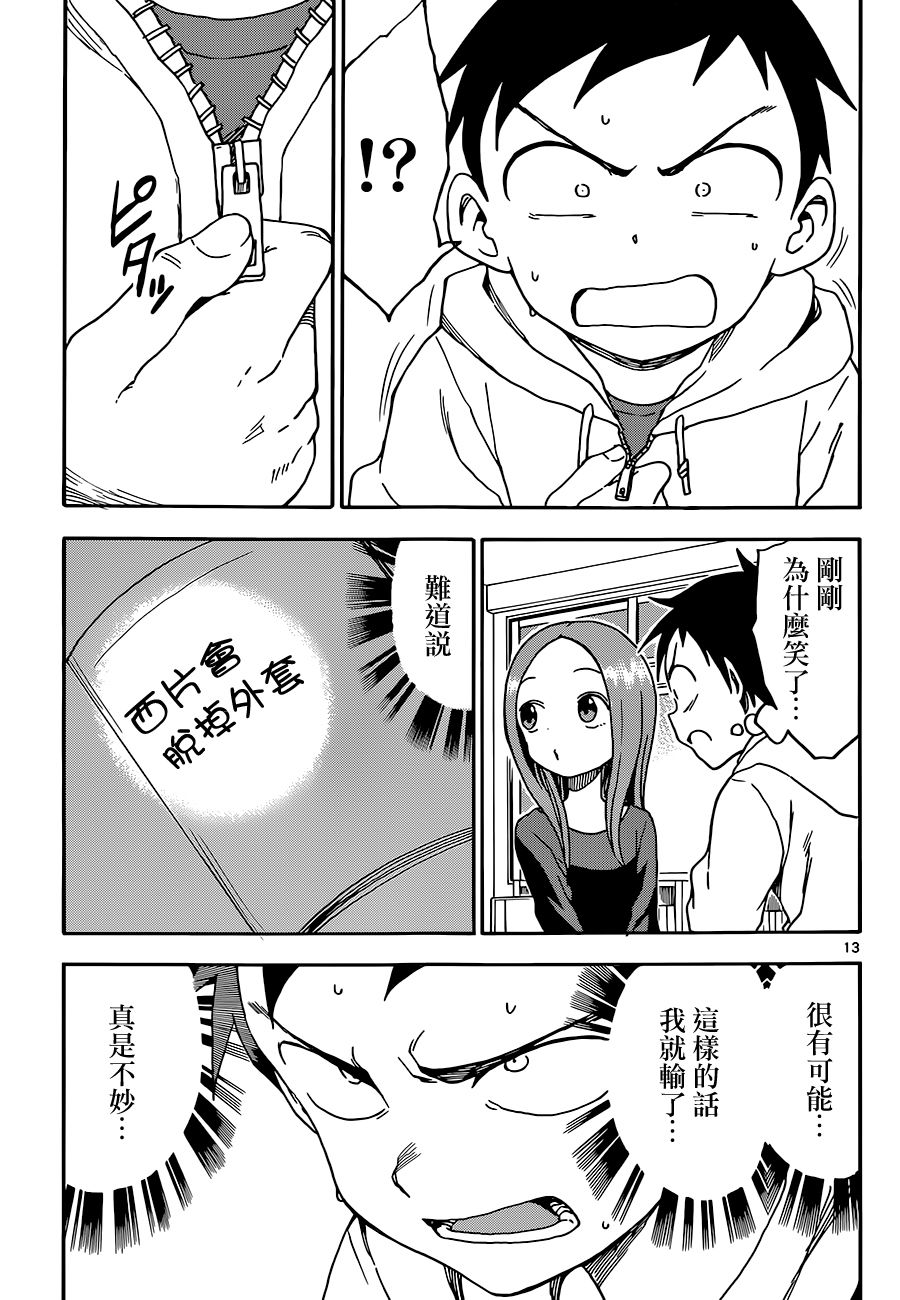 !?
ピタッ
剛剛
為什麼笑了…
難道説
西片會
脫掉外套
13
很有可能…
這樣的話
我就輸了…
真是不妙…